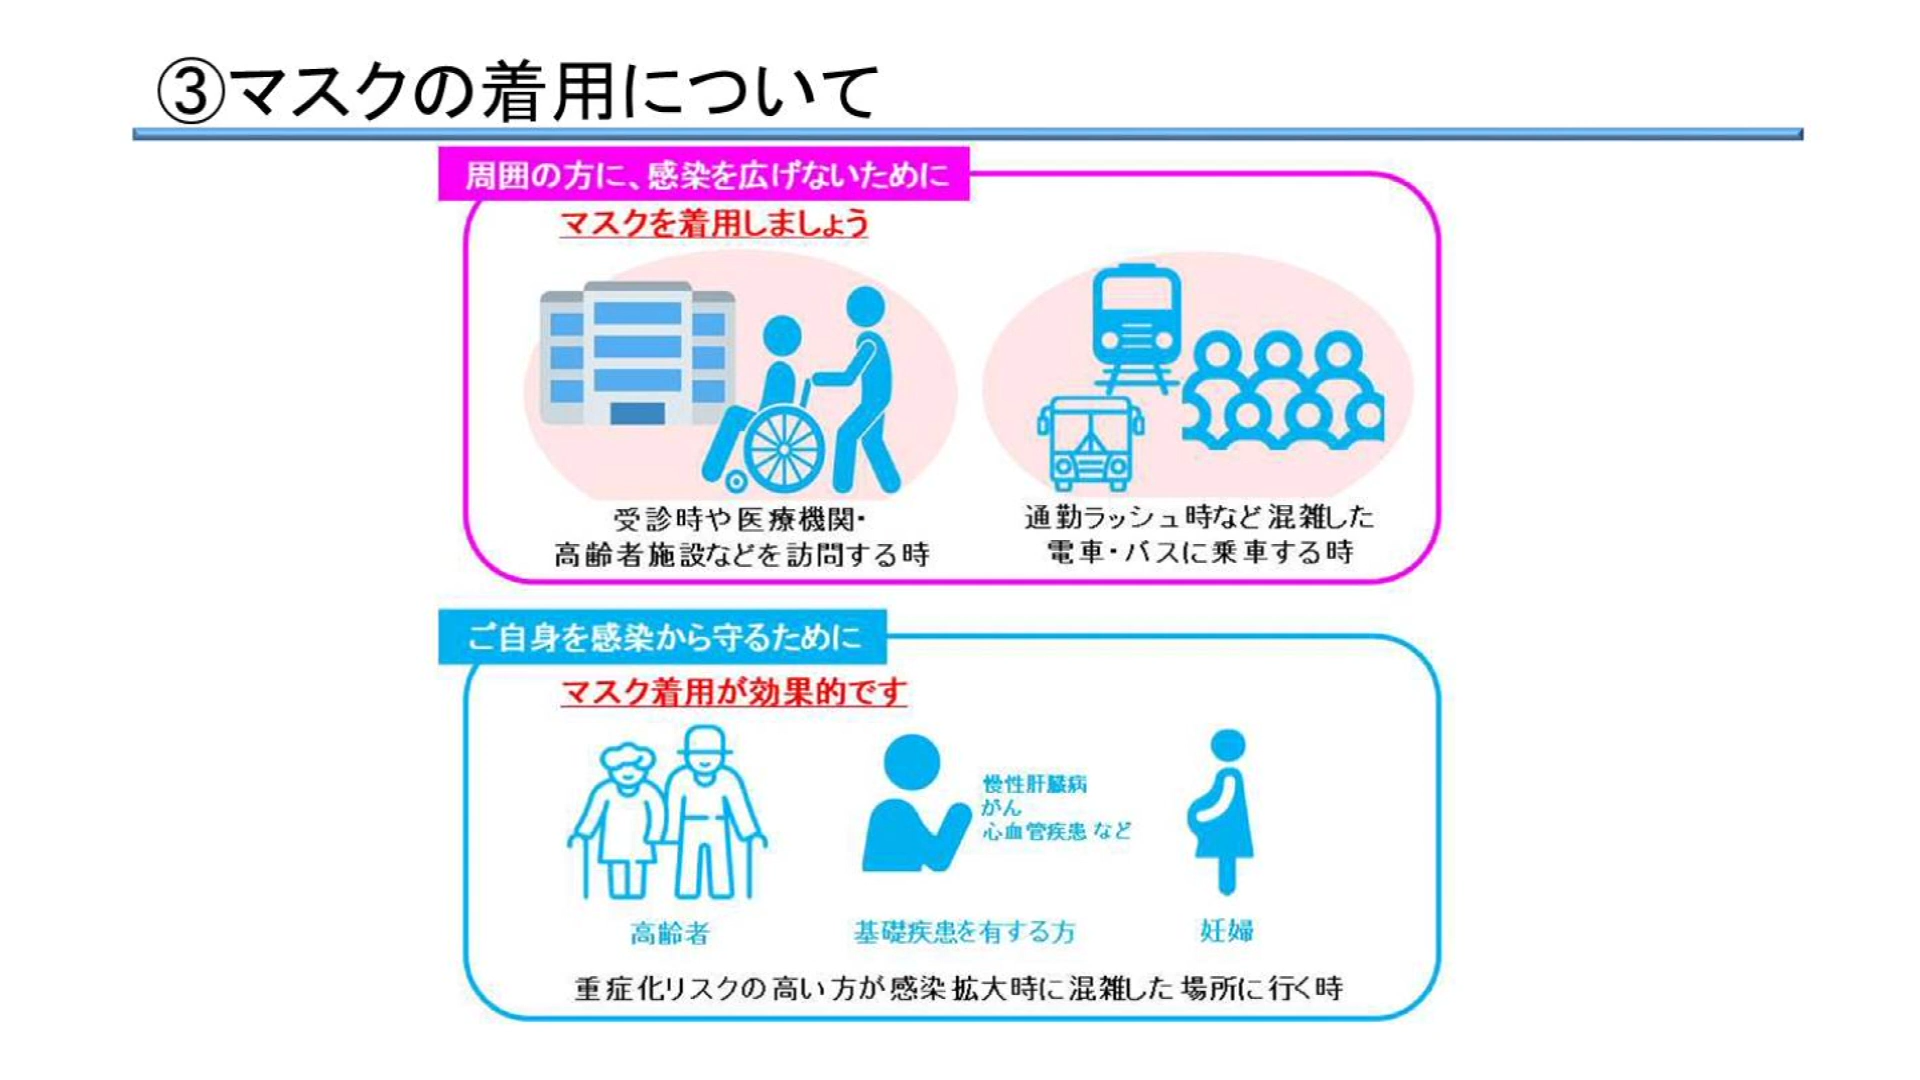 ③マスクの着用について
周囲の方に、感染を広げないために
マスクを着用しましょう
受診時や医療機関・
高齢者施設などを訪問する時
通勤ラッシュ時など混雑した
電車・バスに乗車する時
ご自身を感染から守るために
マスク着用が効果的です
慢性肝臓病
がん
心血管疾患 など
高齢者
基礎疾患を有する方
妊婦
重症化リスクの高い方が感染拡大時に混雑した場所に行く時